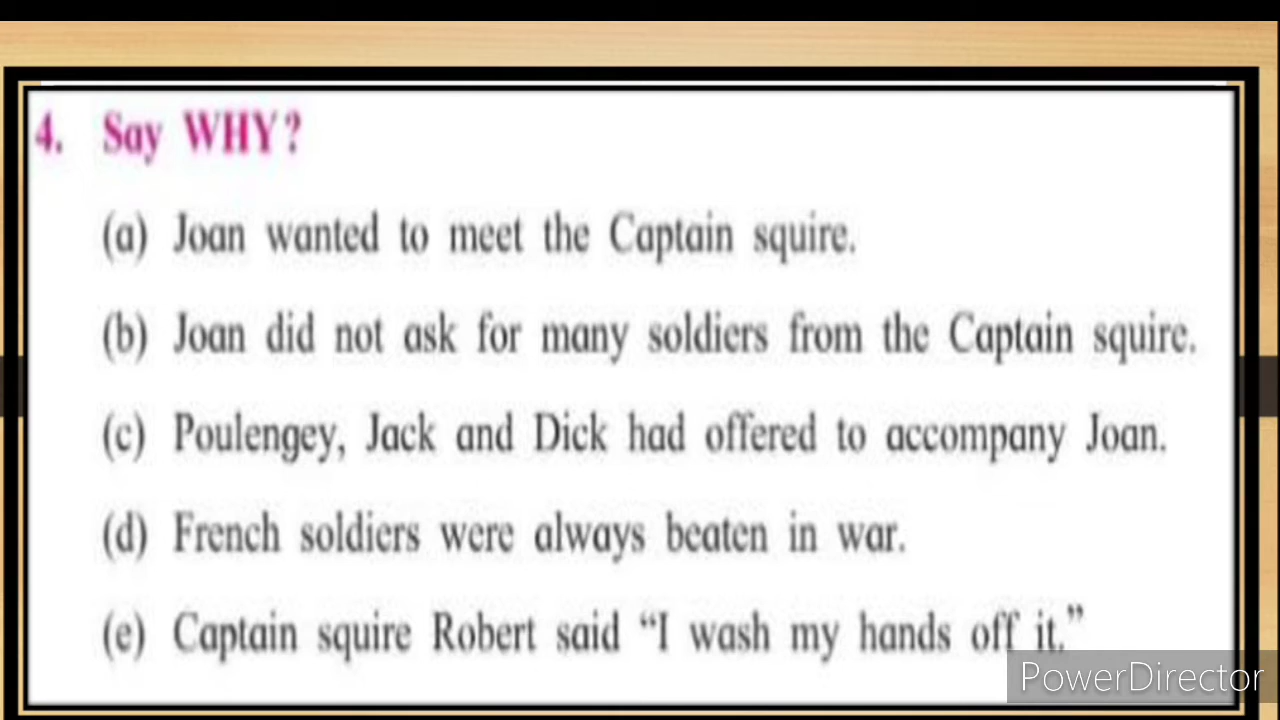 4. Say WHY?
(a) Joan wanted to meet the Captain squire.
(b) Joan did not ask for many soldiers from the Captain squire.
(c) Poulengey, Jack and Dick had offered to accompany Joan.
(d) French soldiers were always beaten in war.
(e) Captain squire Robert said “I wash my hands off it.”
PowerDirector